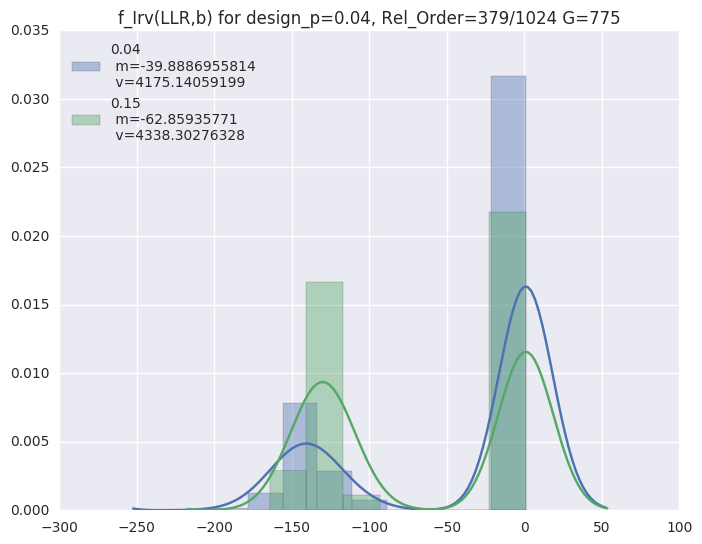 f_Irv(LLR,b) for design_p=0.04, Rel_Order=379/1024 G=775
0.04
m=-39.8886955814
v=4175.14059199
0.15
m=-62.85935771
v=4338.30276328
0.035
0.030
0.025
0.020
0.015
0.010
0.005
0.000
−300 −250 −200 −150 −100 −50 0 50 100